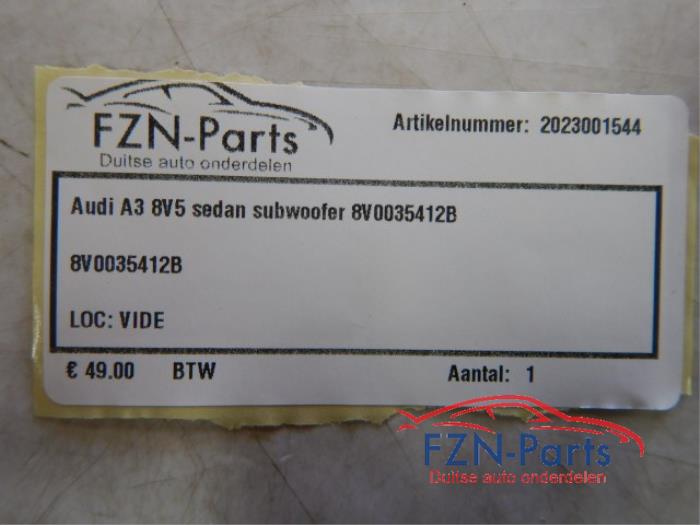 FZN-Parts
Duitse auto onderdelen
Artikelnummer: 2023001544
Audi A3 8V5 sedan subwoofer 8V0035412B
8V0035412B
LOC: VIDE
€ 49.00 BTW Aantal: 1
FZN-Parts
Duitse auto onderdelen